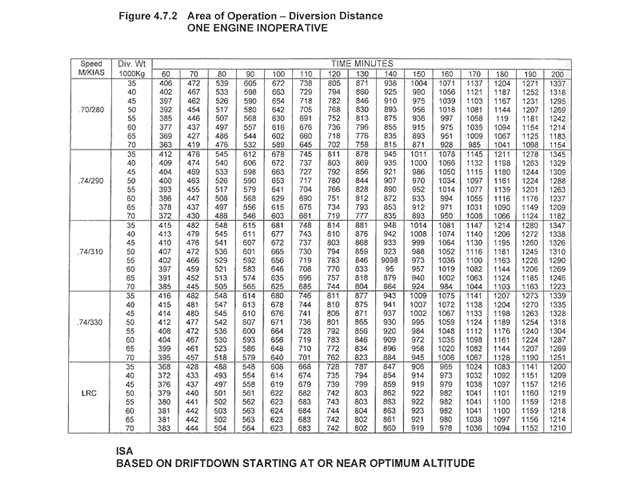 Figure 4.7.2 Area of Operation – Diversion Distance
ONE ENGINE INOPERATIVE
Speed Div. Wt TIME MINUTES
M/KIAS 1000Kg 60 70 80 90 100 110 120 130 140 150 160 170 180 190 200
35 406 472 539 605 672 738 805 871 938 1004 1071 1137 1204 1271 1337
40 402 467 533 598 663 729 794 860 925 990 1056 1121 1187 1252 1318
45 397 462 526 590 654 718 782 846 910 975 1039 1103 1167 1231 1295
.70/280 50 392 454 517 580 642 705 768 830 893 956 1018 1081 1144 1207 1269
55 385 446 507 568 630 691 752 813 875 936 997 1058 119 1181 1242
60 377 437 497 557 616 676 736 796 855 915 975 1035 1094 1154 1214
65 369 427 486 544 602 660 718 776 835 893 951 1009 1067 1125 1183
70 363 419 476 532 589 645 702 758 815 871 928 985 1041 1098 1154
35 412 478 545 612 678 745 811 878 945 1011 1078 1145 1211 1278 1345
40 409 474 540 606 672 737 803 869 935 1000 1066 1132 1198 1263 1329
45 404 469 533 598 663 727 792 856 921 986 1050 1115 1180 1244 1309
.74/290 50 400 463 526 590 653 717 780 844 907 970 1034 1097 1161 1224 1288
55 393 455 517 579 641 704 766 828 890 952 1014 1077 1139 1201 1263
60 386 447 508 568 629 690 751 812 872 933 994 1055 1116 1176 1237
65 378 437 497 556 615 675 734 793 853 912 971 1031 1090 1149 1209
70 372 430 488 546 603 661 719 777 835 893 950 1008 1066 1124 1182
35 415 482 548 615 681 748 814 881 948 1014 1081 1147 1214 1280 1347
40 413 479 545 611 677 742 808 874 940 1006 1072 1138 1204 1270 1336
45 410 476 541 607 672 737 803 868 933 999 1064 1130 1195 1260 1326
.74/310 50 407 472 536 601 665 730 794 859 923 988 1052 1116 1181 1245 1310
55 402 466 529 592 656 719 783 846 9098 973 1036 1100 1163 1226 1290
60 397 459 521 583 646 708 770 833 95 957 1019 1082 1144 1206 1269
65 391 452 513 574 635 696 757 818 879 940 1002 1063 1124 1185 1246
70 385 445 505 565 625 685 744 804 864 924 984 1044 1103 1163 1223
35 416 482 548 614 680 746 811 877 943 1009 1075 1141 1207 1273 1339
40 415 481 547 613 678 744 810 875 941 1007 1072 1138 1204 1270 1335
45 414 480 545 610 676 741 806 871 937 1002 1067 1133 1198 1263 1328
.74/330 50 412 477 542 607 671 736 801 865 930 995 1059 1124 1189 1254 1318
55 408 472 536 600 664 728 792 856 920 984 1048 1112 1176 1240 1304
60 404 467 530 593 656 719 783 846 909 972 1035 1098 1161 1224 1287
65 399 461 523 585 648 710 772 834 896 958 1020 1082 1144 1207 1269
70 395 457 518 579 640 701 762 823 884 945 1006 1067 1128 1190 1251
35 368 428 488 548 608 668 728 787 847 906 965 1024 1083 1141 1200
40 372 433 493 554 614 674 735 794 854 914 973 1032 1092 1151 1209
45 376 437 497 558 619 679 739 799 859 919 979 1038 1097 1157 1216
LRC 50 379 440 501 561 622 682 743 803 862 922 982 1041 1101 1160 1219
55 380 441 502 562 623 683 743 803 863 922 982 1041 1100 1159 1218
60 381 442 503 563 624 684 744 804 863 923 982 1041 1100 1159 1218
65 381 442 502 563 623 683 742 802 861 921 980 1038 1097 1156 1214
70 383 444 504 564 623 683 742 802 860 919 978 1036 1094 1152 1210
ISA
BASED ON DRIFTDOWN STARTING AT OR NEAR OPTIMUM ALTITUDE